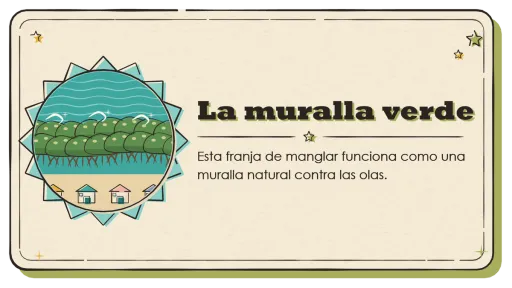 La muralla verde
Esta franja de manglar funciona como una
muralla natural contra las olas.